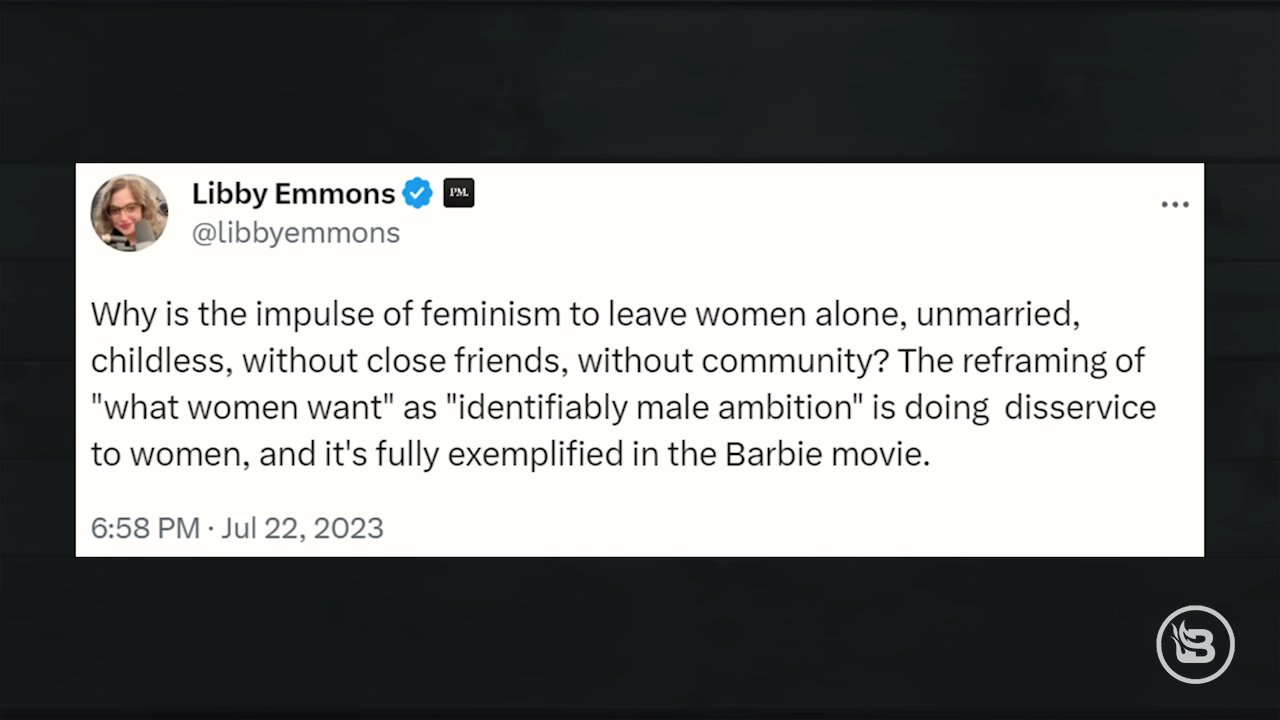 Libby Emmons PM.
@libbyemmons
Why is the impulse of feminism to leave women alone, unmarried,
childless, without close friends, without community? The reframing of
"what women want" as "identifiably male ambition" is doing  disservice
to women, and it's fully exemplified in the Barbie movie.
6:58 PM · Jul 22, 2023
B